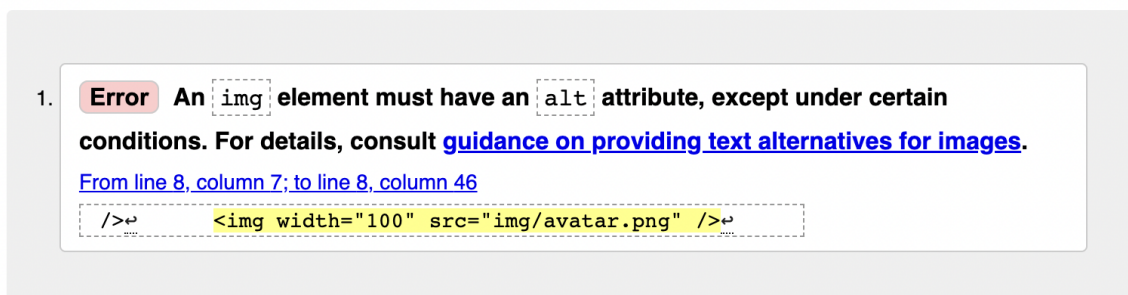 1. Error An img element must have an alt attribute, except under certain
conditions. For details, consult guidance on providing text alternatives for images.
From line 8, column 7; to line 8, column 46
/>↩ <img width="100" src="img/avatar.png" />↩